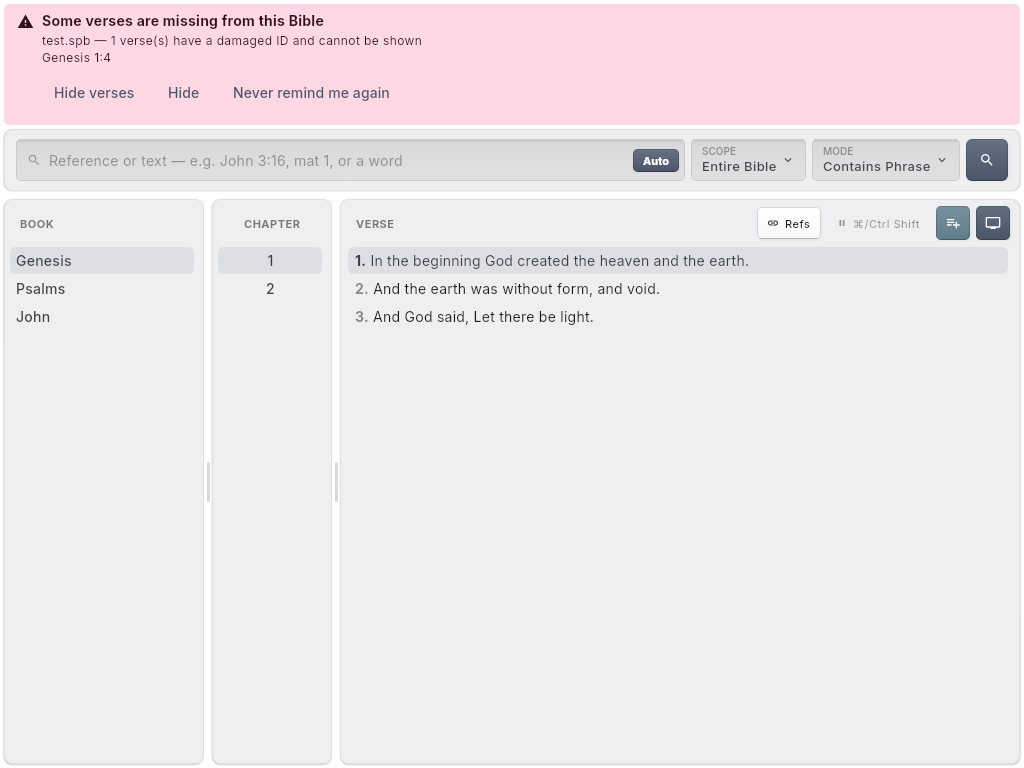 Some verses are missing from this Bible
test.spb — 1 verse(s) have a damaged ID and cannot be shown
Genesis 1:4
Hide verses Hide Never remind me again
Reference or text — e.g. John 3:16, mat 1, or a word
Auto
SCOPE
Entire Bible
MODE
Contains Phrase
BOOK
Genesis
Psalms
John
CHAPTER
1
2
VERSE
Refs
⌘/Ctrl Shift
1. In the beginning God created the heaven and the earth.
2. And the earth was without form, and void.
3. And God said, Let there be light.